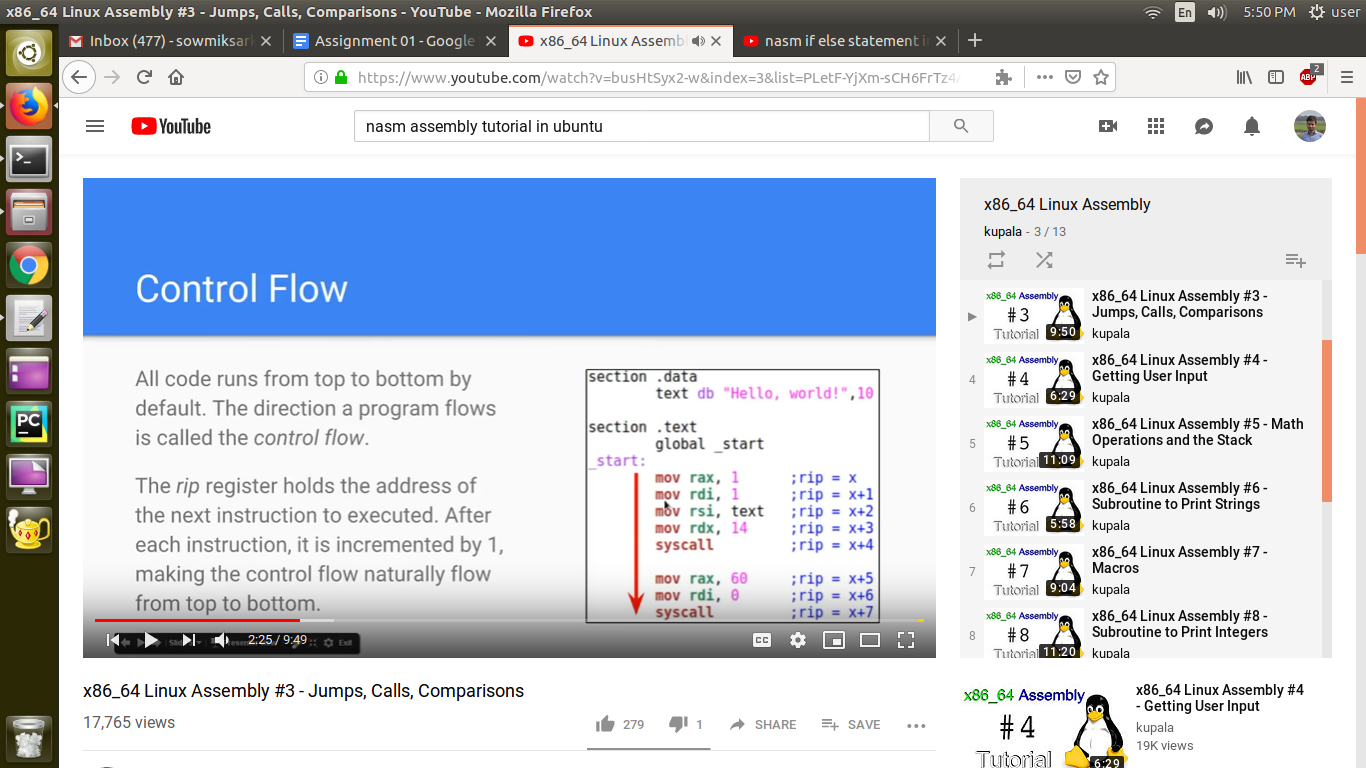 x86_64 Linux Assembly #3 - Jumps, Calls, Comparisons - YouTube - Mozilla Firefox
En
5:50 PM
user
Inbox (477) - sowmiksar
Assignment 01 - Google
x86_64 Linux Assemb
nasm if else statement i
https://www.youtube.com/watch?v=busHtSyx2-w&index=3&list=PLetF-YjXm-sCH6FrTz4
ABP
2
YouTube
nasm assembly tutorial in ubuntu
Control Flow
All code runs from top to bottom by
default. The direction a program flows
is called the control flow.
The rip register holds the address of
the next instruction to executed. After
each instruction, it is incremented by 1,
making the control flow naturally flow
from top to bottom.
section .data
text db "Hello, world!",10
section .text
global _start
_start:
mov rax, 1 ;rip = x
mov rdi, 1 ;rip = x+1
mov rsi, text ;rip = x+2
mov rdx, 14 ;rip = x+3
syscall ;rip = x+4
mov rax, 60 ;rip = x+5
mov rdi, 0 ;rip = x+6
syscall ;rip = x+7
2:25 / 9:49
CC
Exit
x86_64 Linux Assembly #3 - Jumps, Calls, Comparisons
17,765 views
279
1
SHARE
SAVE
x86_64 Linux Assembly
kupala - 3 / 13
x86_64 Assembly
#3
Tutorial
9:50
x86_64 Linux Assembly #3 -
Jumps, Calls, Comparisons
kupala
4
x86_64 Assembly
#4
Tutorial
6:29
x86_64 Linux Assembly #4 -
Getting User Input
kupala
5
x86_64 Assembly
#5
Tutorial
11:09
x86_64 Linux Assembly #5 - Math
Operations and the Stack
kupala
6
x86_64 Assembly
#6
Tutorial
5:58
x86_64 Linux Assembly #6 -
Subroutine to Print Strings
kupala
7
x86_64 Assembly
#7
Tutorial
9:04
x86_64 Linux Assembly #7 -
Macros
kupala
8
x86_64 Assembly
#8
Tutorial
11:20
x86_64 Linux Assembly #8 -
Subroutine to Print Integers
kupala
x86_64 Assembly
#4
Tutorial
6:29
x86_64 Linux Assembly #4
- Getting User Input
kupala
19K views
PC